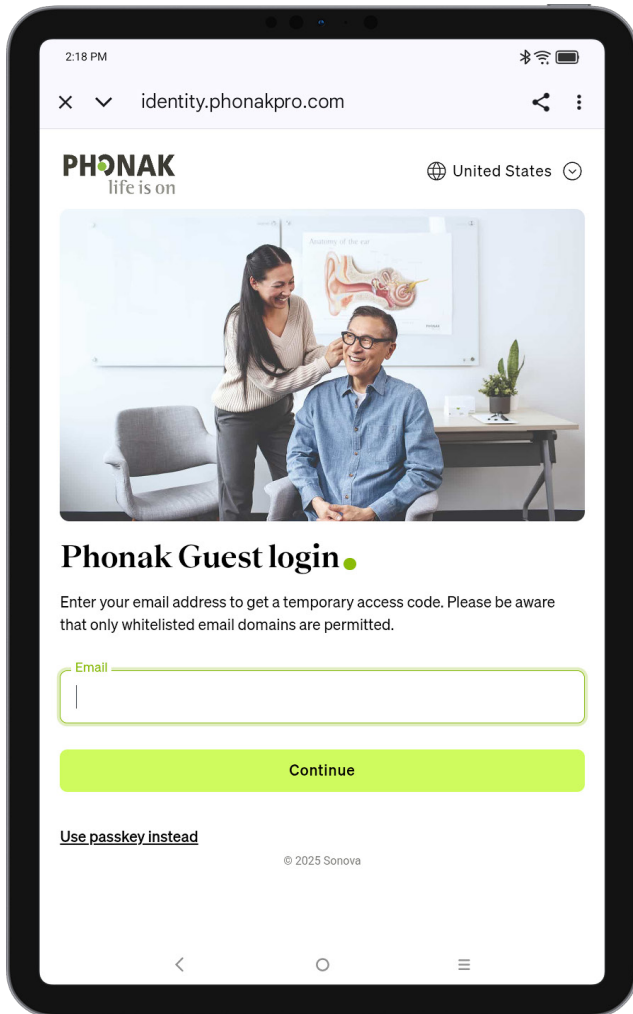 2:18 PM
identity.phonakpro.com
PHONAK
life is on
United States
Anatomy of the ear
Phonak Guest login
Enter your email address to get a temporary access code. Please be aware
that only whitelisted email domains are permitted.
Email
Continue
Use passkey instead
© 2025 Sonova